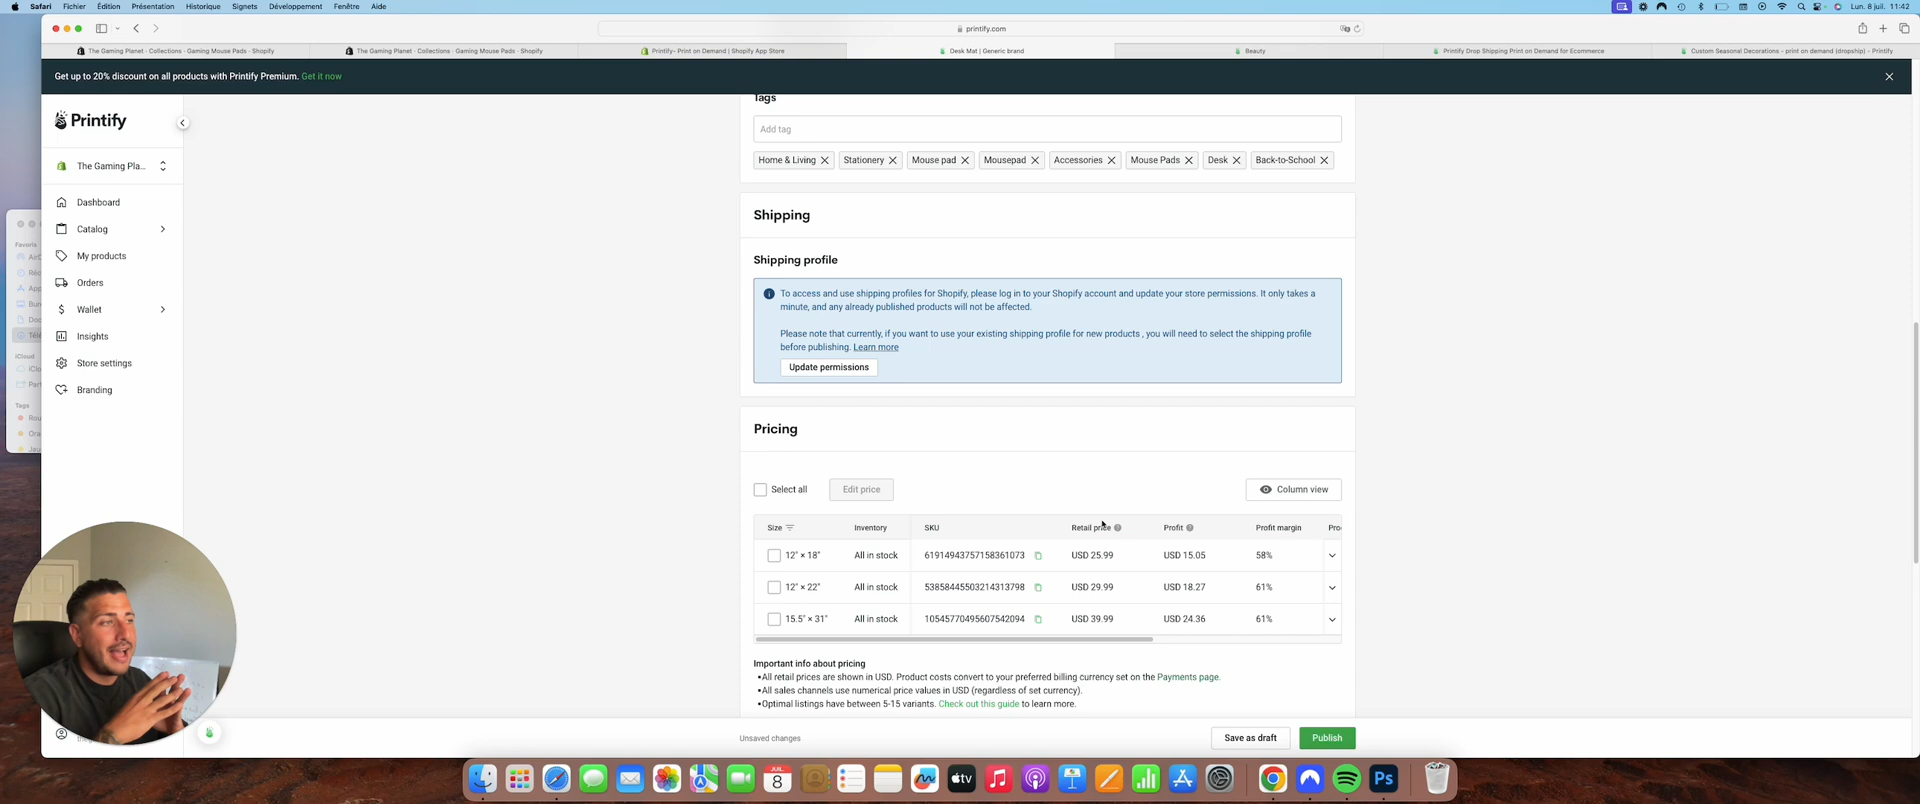 Safari Fichier Édition Présentation Historique Signets Développement Fenêtre Aide Lun. 8 juil. 11:42
printify.com
The Gaming Planet · Collections · Gaming Mouse Pads · Shopify The Gaming Planet · Collections · Gaming Mouse Pads · Shopify Printify- Print on Demand | Shopify App Store Desk Mat | Generic brand Beauty Printify Drop Shipping Print on Demand for Ecommerce Custom Seasonal Decorations - print on demand (dropship) - Printify
Get up to 20% discount on all products with Printify Premium. Get it now
Printify
The Gaming Pla...
Dashboard
Catalog
My products
Orders
Wallet
Insights
Store settings
Branding
Favoris
iCloud
Tags
Tags
Add tag
Home & Living Stationery Mouse pad Mousepad Accessories Mouse Pads Desk Back-to-School
Shipping
Shipping profile
To access and use shipping profiles for Shopify, please log in to your Shopify account and update your store permissions. It only takes a
minute, and any already published products will not be affected.
Please note that currently, if you want to use your existing shipping profile for new products , you will need to select the shipping profile
before publishing. Learn more
Update permissions
Pricing
Select all Edit price Column view
Size Inventory SKU Retail price Profit Profit margin Pro
12" × 18" All in stock 61914943757158361073 USD 25.99 USD 15.05 58%
12" × 22" All in stock 53858445503214313798 USD 29.99 USD 18.27 61%
15.5" × 31" All in stock 10545770495607542094 USD 39.99 USD 24.36 61%
Important info about pricing
•All retail prices are shown in USD. Product costs convert to your preferred billing currency set on the Payments page.
•All sales channels use numerical price values in USD (regardless of set currency).
•Optimal listings have between 5-15 variants. Check out this guide to learn more.
Unsaved changes Save as draft Publish
JUIL.
8
tv
Ps